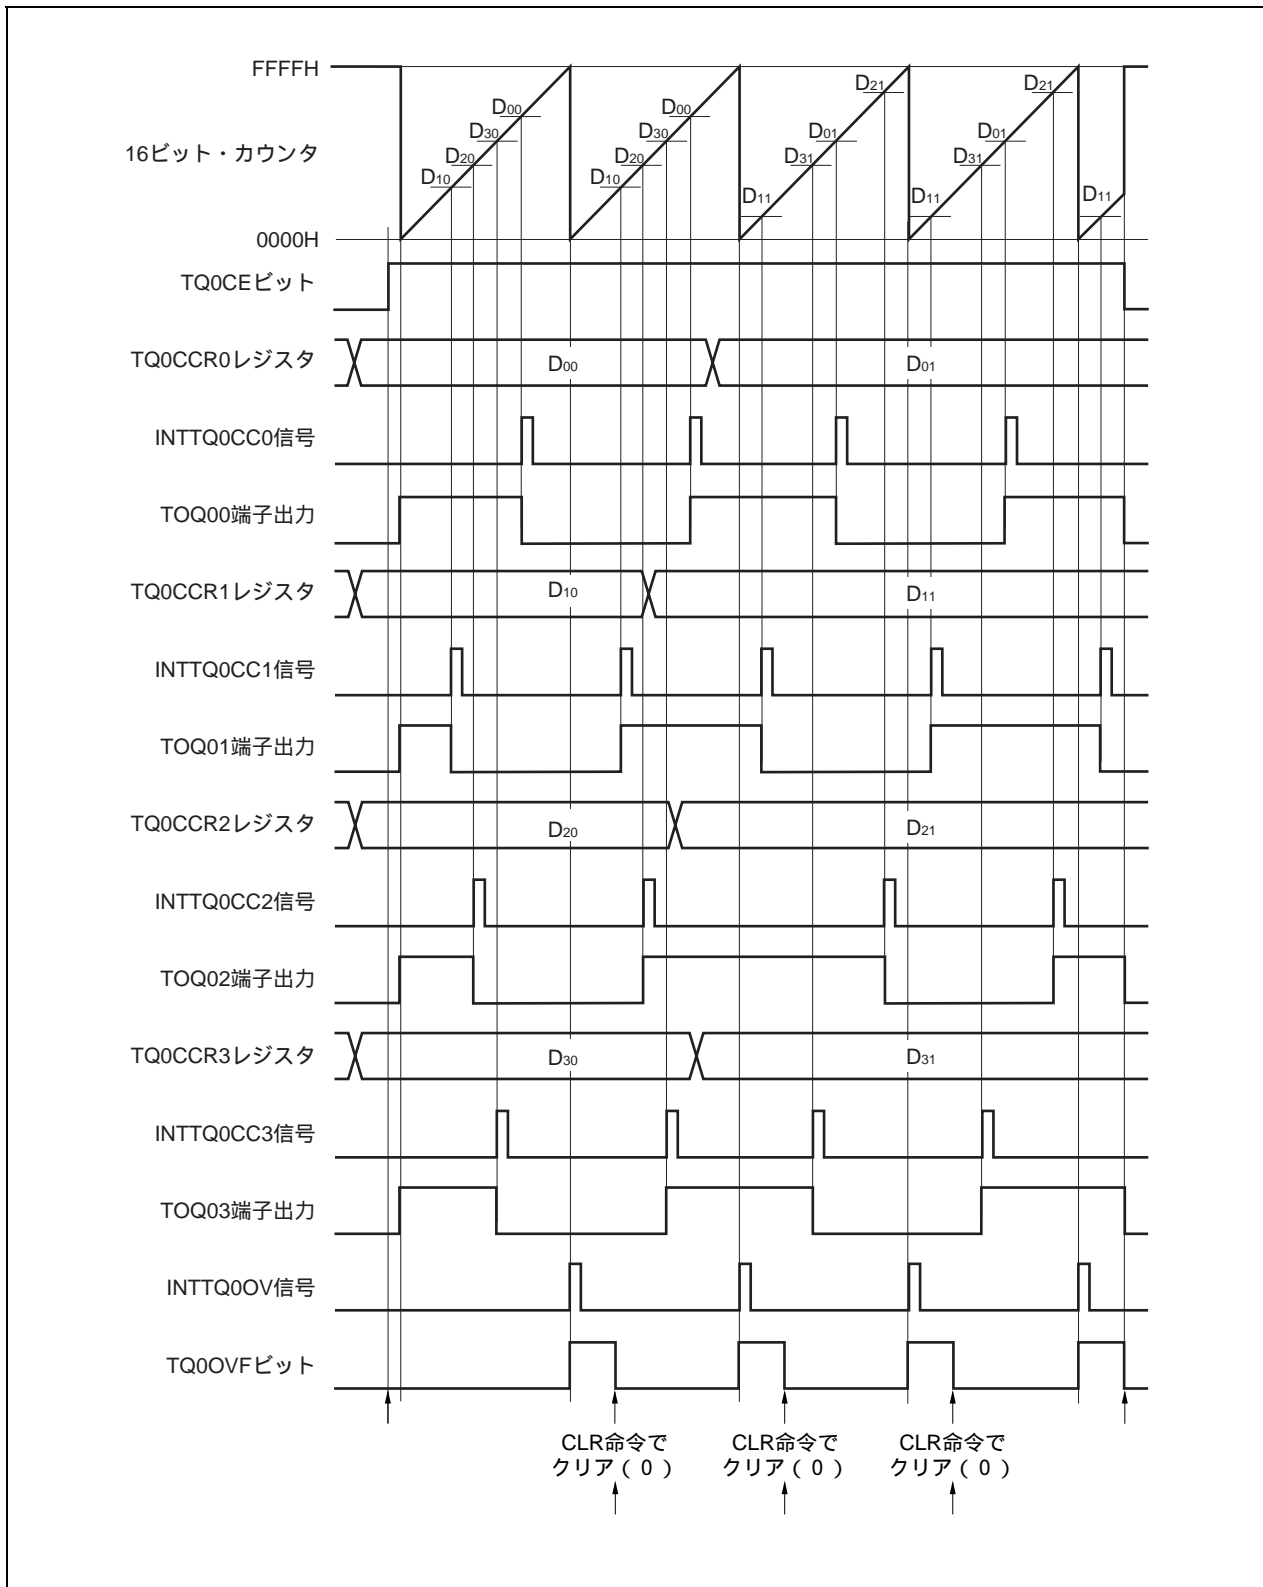 FFFFH
D10 D20 D30 D00 D10 D20 D30 D00 D11 D31 D01 D21 D11 D31 D01 D21 D11
16ビット・カウンタ
0000H
TQ0CEビット
TQ0CCR0レジスタ D00 D01
INTTQ0CC0信号
TOQ00端子出力
TQ0CCR1レジスタ D10 D11
INTTQ0CC1信号
TOQ01端子出力
TQ0CCR2レジスタ D20 D21
INTTQ0CC2信号
TOQ02端子出力
TQ0CCR3レジスタ D30 D31
INTTQ0CC3信号
TOQ03端子出力
INTTQ0OV信号
TQ0OVFビット
CLR命令で
クリア（0）
CLR命令で
クリア（0）
CLR命令で
クリア（0）